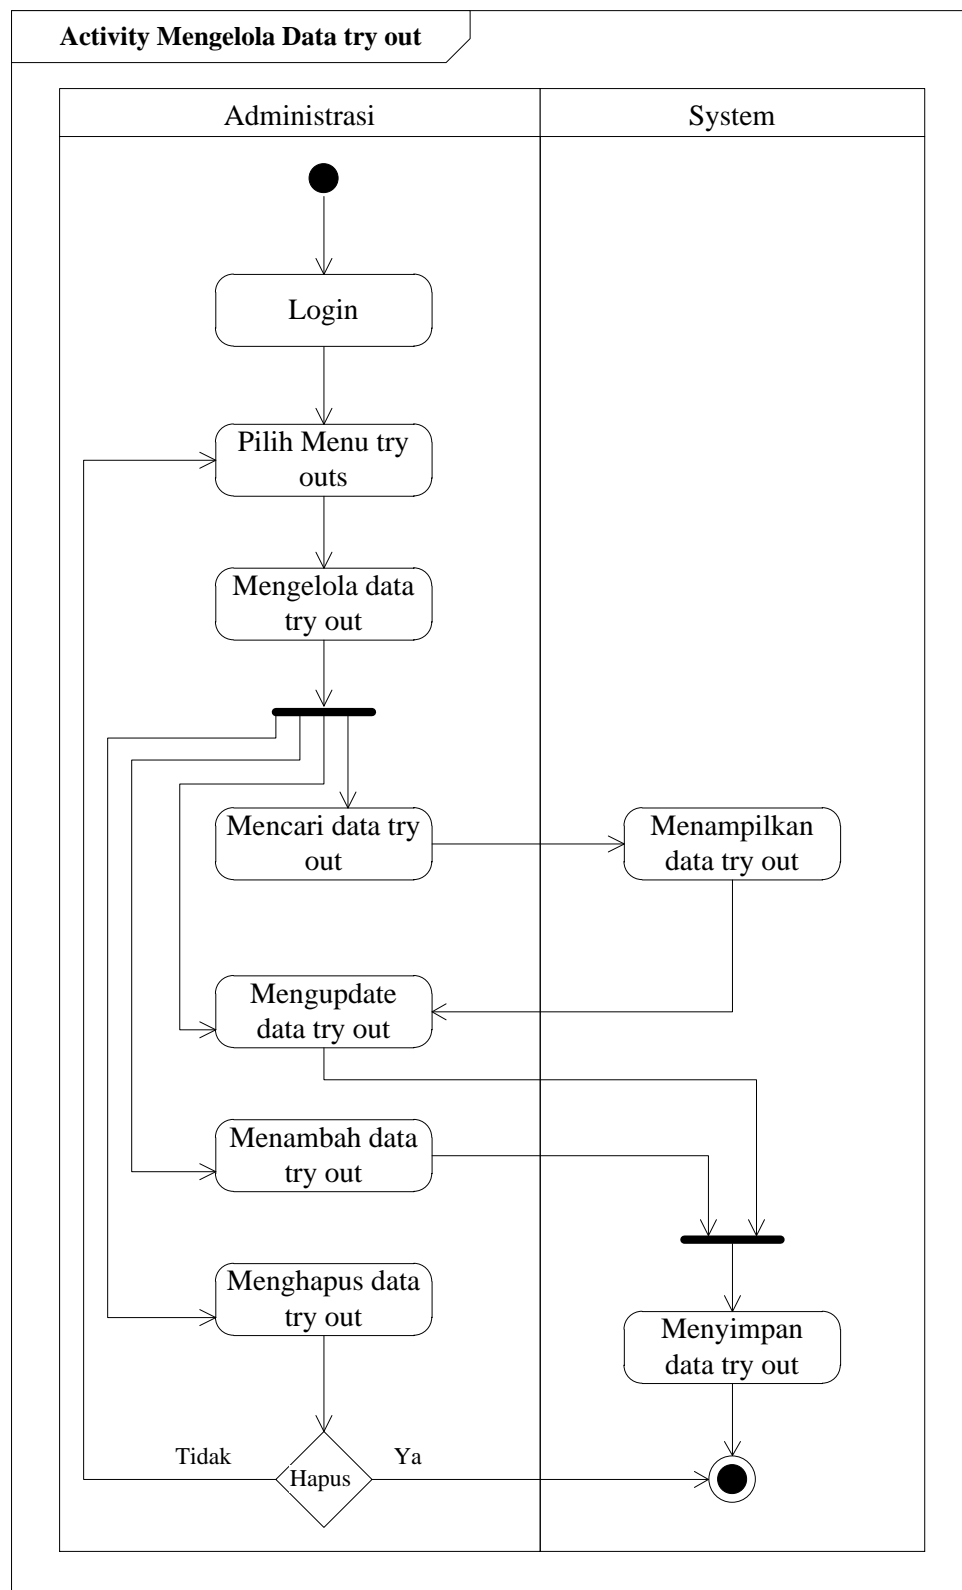 Activity Mengelola Data try out
Administrasi
System
Login
Pilih Menu try
outs
Mengelola data
try out
Mencari data try
out
Menampilkan
data try out
Mengupdate
data try out
Menambah data
try out
Menghapus data
try out
Menyimpan
data try out
Tidak
Hapus
Ya